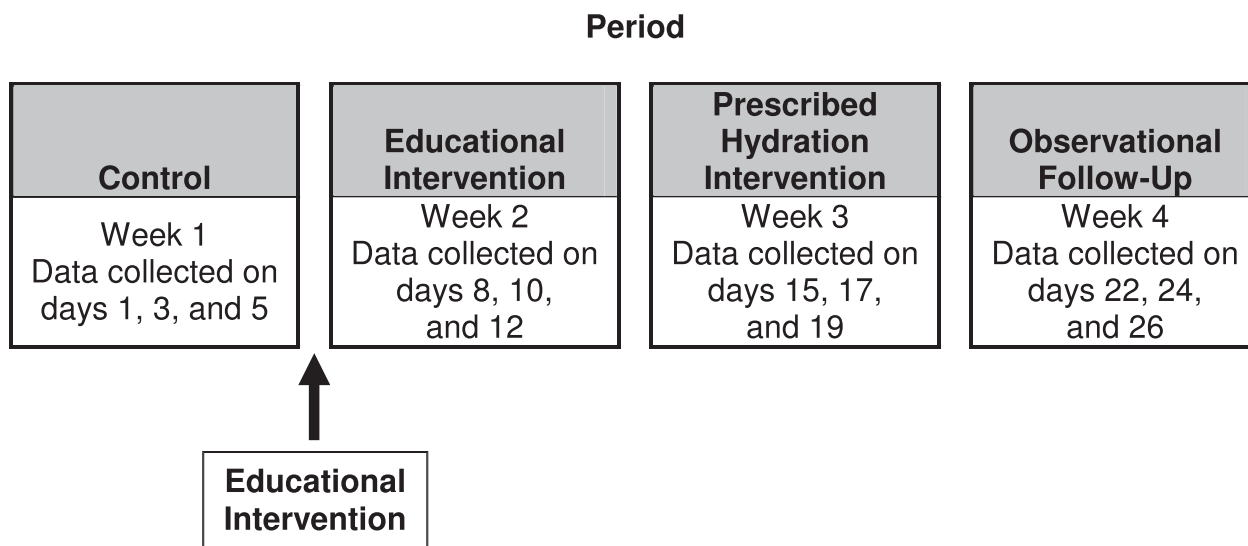 Period
Control
Week 1
Data collected on
days 1, 3, and 5
Educational
Intervention
Week 2
Data collected on
days 8, 10,
and 12
Prescribed
Hydration
Intervention
Week 3
Data collected on
days 15, 17,
and 19
Observational
Follow-Up
Week 4
Data collected on
days 22, 24,
and 26
Educational
Intervention